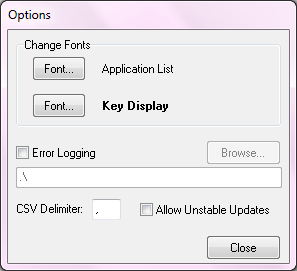 Options
Change Fonts
Font... Application List
Font... Key Display
Error Logging Browse...
.\
CSV Delimiter: , Allow Unstable Updates
Close